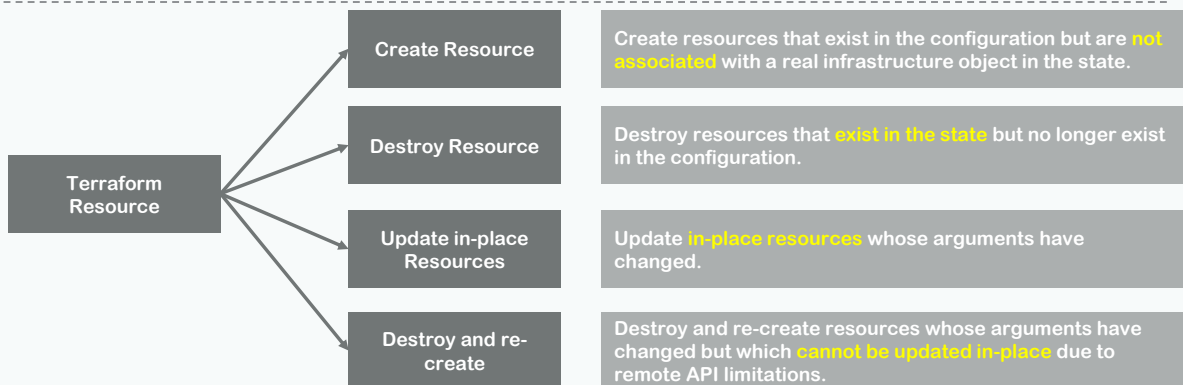 Create Resource
Create resources that exist in the configuration but are not
associated with a real infrastructure object in the state.
Destroy Resource
Destroy resources that exist in the state but no longer exist
in the configuration.
Terraform
Resource
Update in-place
Resources
Update in-place resources whose arguments have
changed.
Destroy and re-
create
Destroy and re-create resources whose arguments have
changed but which cannot be updated in-place due to
remote API limitations.